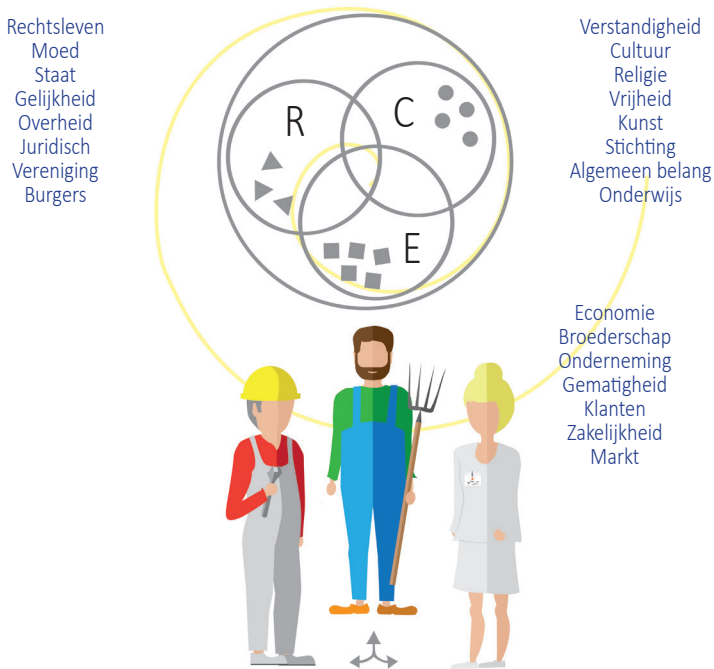 Rechtsleven
Moed
Staat
Gelijkheid
Overheid
Juridisch
Vereniging
Burgers
R
C
E
Verstandigheid
Cultuur
Religie
Vrijheid
Kunst
Stichting
Algemeen belang
Onderwijs
Economie
Broederschap
Onderneming
Gematigheid
Klanten
Zakelijkheid
Markt